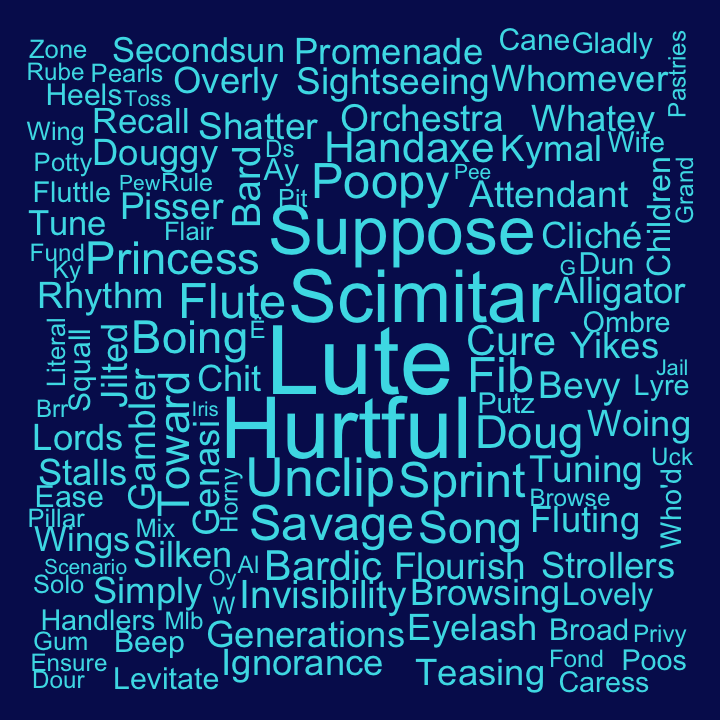 Zone
Secondsun
Promenade
Cane
Gladly
Rube
Pearls
Overly
Sightseeing
Whomever
Pastries
Heels
Toss
Recall
Shatter
Orchestra
Whatev
Wing
Douggy
Bard
Ds
Handaxe
Kymal
Wife
Potty
Ay
Poopy
Pee
Attendant
Children
Grand
Fluttle
Pew
Rule
Pisser
Pit
Tune
Flair
Suppose
Cliché
Fund
Ky
Princess
G
Dun
Rhythm
Flute
Scimitar
Alligator
Literal
Squall
Jilted
Boing
Ë
Lute
Cure
Ombre
Yikes
Chit
Fib
Bevy
Jail
Lyre
Brr
Gambler
Toward
Iris
Hurtful
Putz
Doug
Woing
Lords
Genasi
Horny
Stalls
Unclip
Sprint
Tuning
Uck
Who'd
Ease
Browse
Pillar
Savage
Song
Fluting
Wings
Mix
Silken
Scenario
Oy
Al
Bardic
Flourish
Strollers
Solo
Simply
W
Invisibility
Browsing
Lovely
Handlers
Mlb
Gum
Beep
Generations
Eyelash
Broad
Privy
Ensure
Ignorance
Fond
Poos
Dour
Levitate
Teasing
Caress